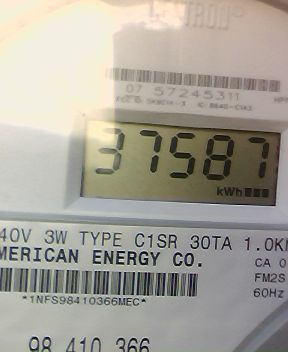 CENTRON®
07 57245311
37587
kWh
40V 3W TYPE C1SR 30TA 1.0K
MERICAN ENERGY CO.
CA 0
FM2S
60Hz
*1NFS98410366MEC*
98 410 366